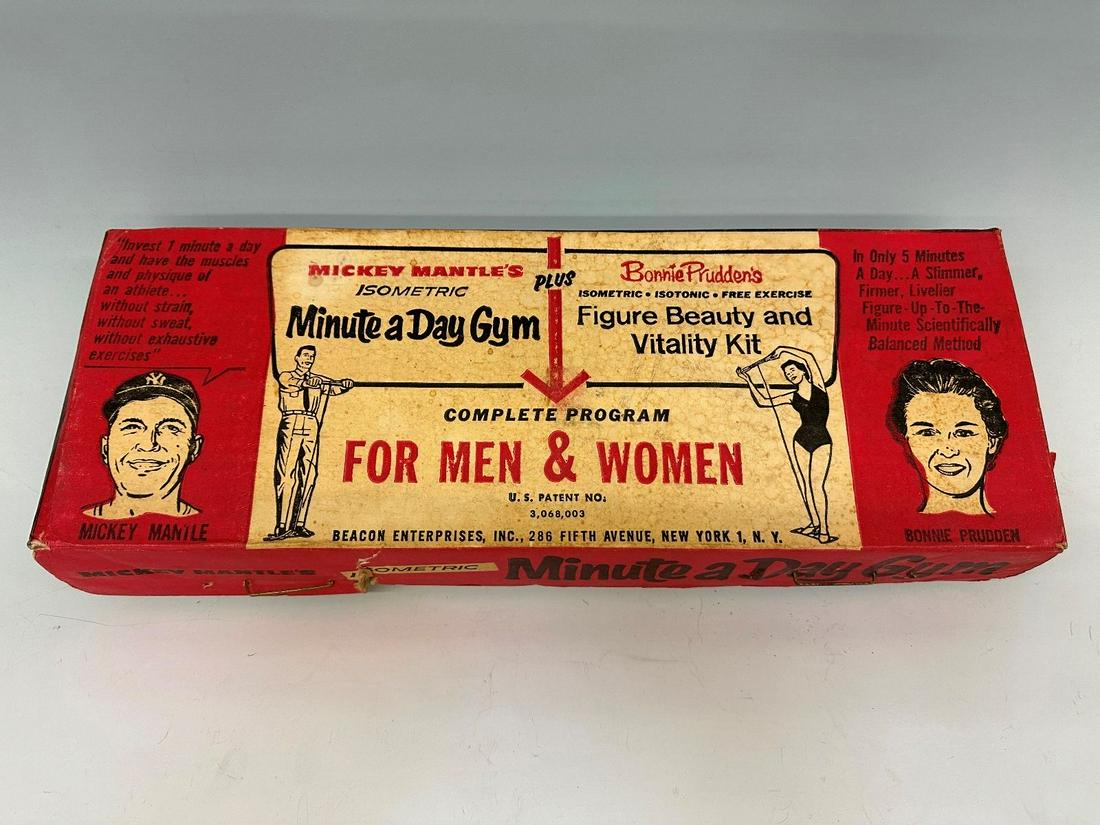 "Invest 1 minute a day
and have the muscles
and physique of
an athlete...
without strain,
without sweat,
without exhaustive
exercises"
NY
MICKEY MANTLE
MICKEY MANTLE'S
ISOMETRIC
Minute a Day Gym
PLUS
Bonnie Prudden's
ISOMETRIC • ISOTONIC • FREE EXERCISE
Figure Beauty and
Vitality Kit
COMPLETE PROGRAM
FOR MEN & WOMEN
U.S. PATENT NO:
3,068,003
BEACON ENTERPRISES, INC., 286 FIFTH AVENUE, NEW YORK 1, N. Y.
In Only 5 Minutes
A Day...A Slimmer,
Firmer, Livelier
Figure-Up-To-The-
Minute Scientifically
Balanced Method
BONNIE PRUDDEN
MICKEY MANTLE'S ISOMETRIC Minute a Day Gym